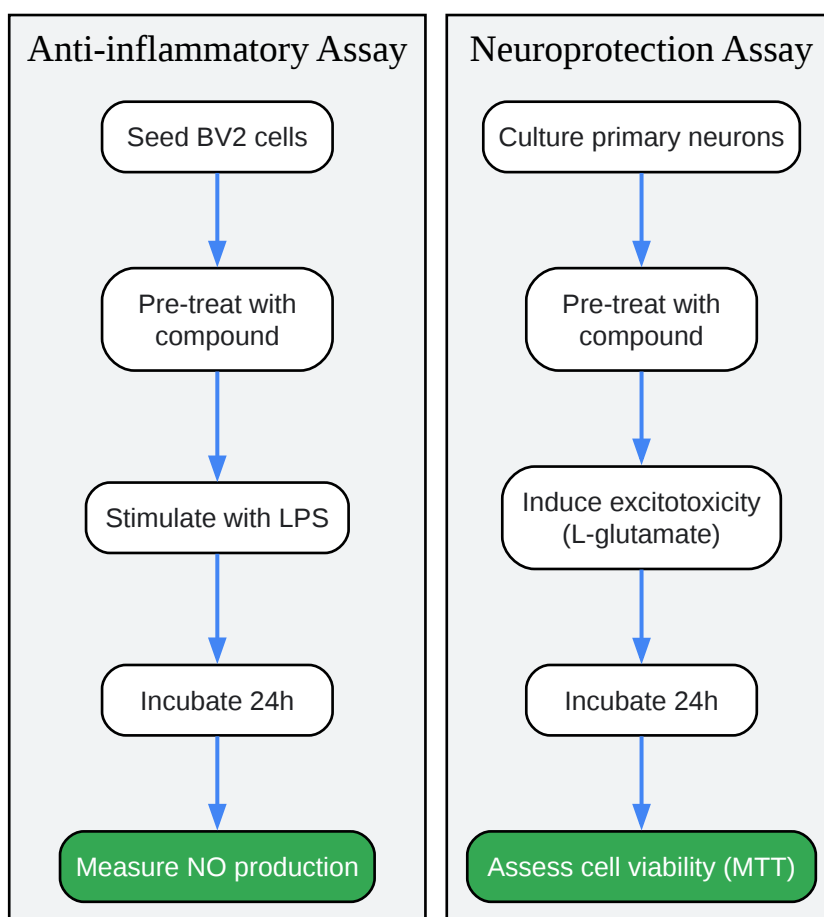 Anti-inflammatory Assay
Seed BV2 cells
Pre-treat with
compound
Stimulate with LPS
Incubate 24h
Measure NO production
Neuroprotection Assay
Culture primary neurons
Pre-treat with
compound
Induce excitotoxicity
(L-glutamate)
Incubate 24h
Assess cell viability (MTT)